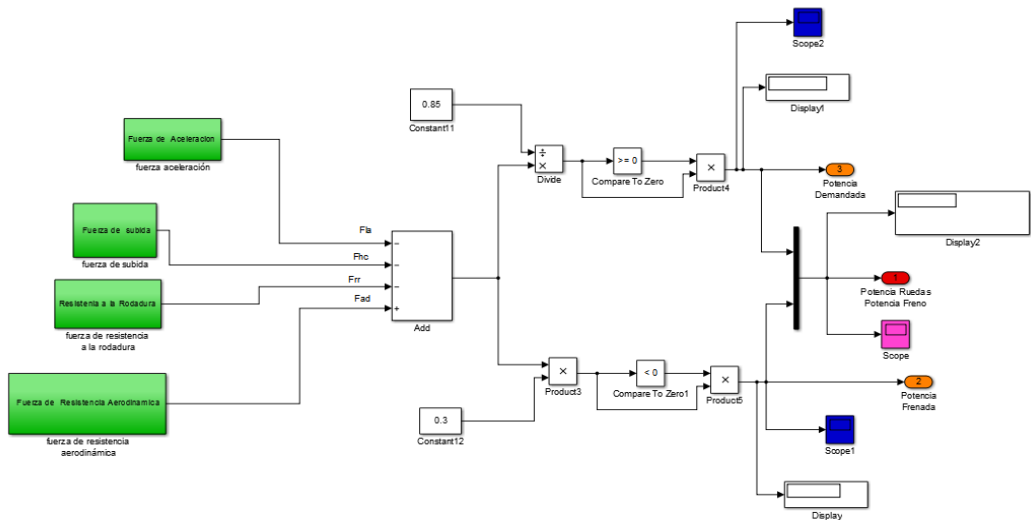 Scope2
Display1
0.85
Constant11
Fuerza de Aceleracion
fuerza aceleración
÷
×
Divide
>= 0
Compare To Zero
×
Product4
3
Potencia
Demandada
Display2
Fuerza de subida
fuerza de subida
Fla
Fhc
Frr
Fad
−
−
−
+
Add
Resistenia a la Rodadura
fuerza de resistencia
a la rodadura
1
Potencia Ruedas
Potencia Freno
Scope
Fuerza de Resistencia Aerodinamica
fuerza de resistencia
aerodinámica
×
Product3
< 0
Compare To Zero1
×
Product5
2
Potencia
Frenada
0.3
Constant12
Scope1
Display